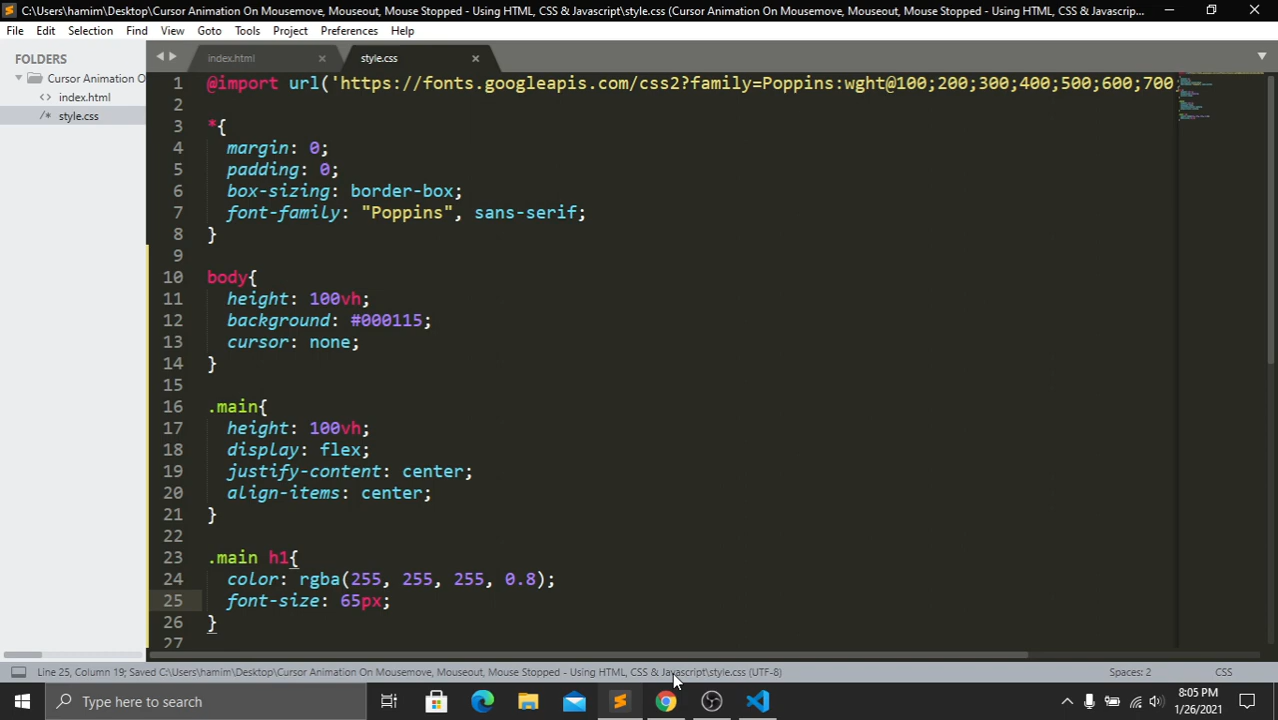 C:\Users\hamim\Desktop\Cursor Animation On Mousemove, Mouseout, Mouse Stopped - Using HTML, CSS & Javascript\style.css (Cursor Animation On Mousemove, Mouseout, Mouse Stopped - Using HTML, CSS & Javascrip...
File Edit Selection Find View Goto Tools Project Preferences Help
FOLDERS
Cursor Animation O
<> index.html
/* style.css
index.html × style.css ×
1 @import url('https://fonts.googleapis.com/css2?family=Poppins:wght@100;200;300;400;500;600;700;
2
3 *{
4 margin: 0;
5 padding: 0;
6 box-sizing: border-box;
7 font-family: "Poppins", sans-serif;
8 }
9
10 body{
11 height: 100vh;
12 background: #000115;
13 cursor: none;
14 }
15
16 .main{
17 height: 100vh;
18 display: flex;
19 justify-content: center;
20 align-items: center;
21 }
22
23 .main h1{
24 color: rgba(255, 255, 255, 0.8);
25 font-size: 65px;
26 }
27
Line 25, Column 19; Saved C:\Users\hamim\Desktop\Cursor Animation On Mousemove, Mouseout, Mouse Stopped - Using HTML, CSS & Javascript\style.css (UTF-8) Spaces: 2 CSS
Type here to search
8:05 PM
1/26/2021